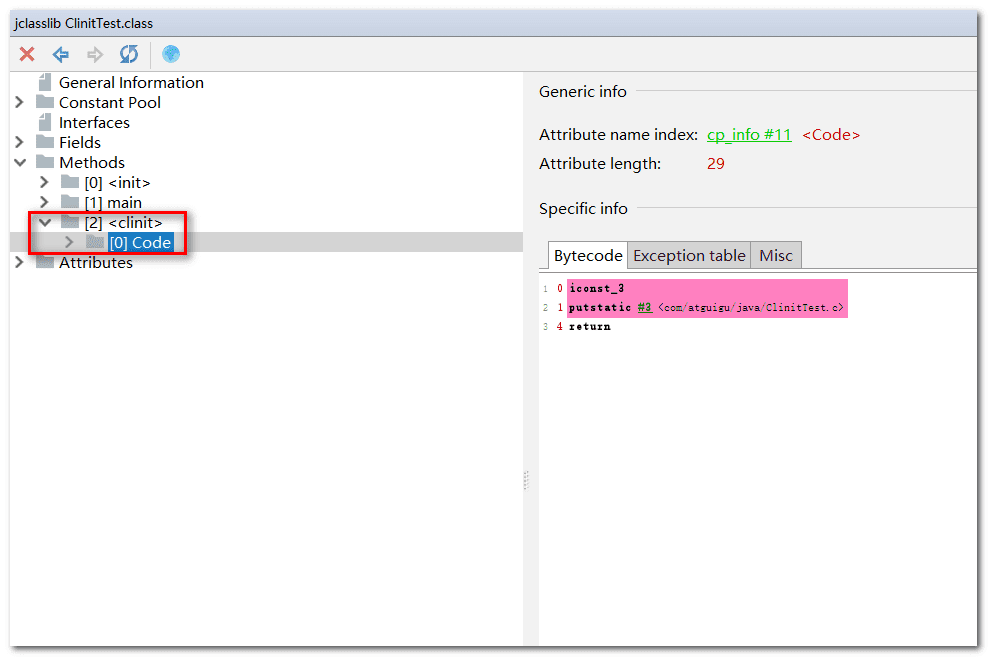 jclasslib ClinitTest.class
General Information
Constant Pool
Interfaces
Fields
Methods
[0] <init>
[1] main
[2] <clinit>
[0] Code
Attributes
Generic info
Attribute name index: cp_info #11 <Code>
Attribute length: 29
Specific info
Bytecode Exception table Misc
1 0 iconst_3
2 1 putstatic #3 <com/atguigu/java/ClinitTest.c>
3 4 return